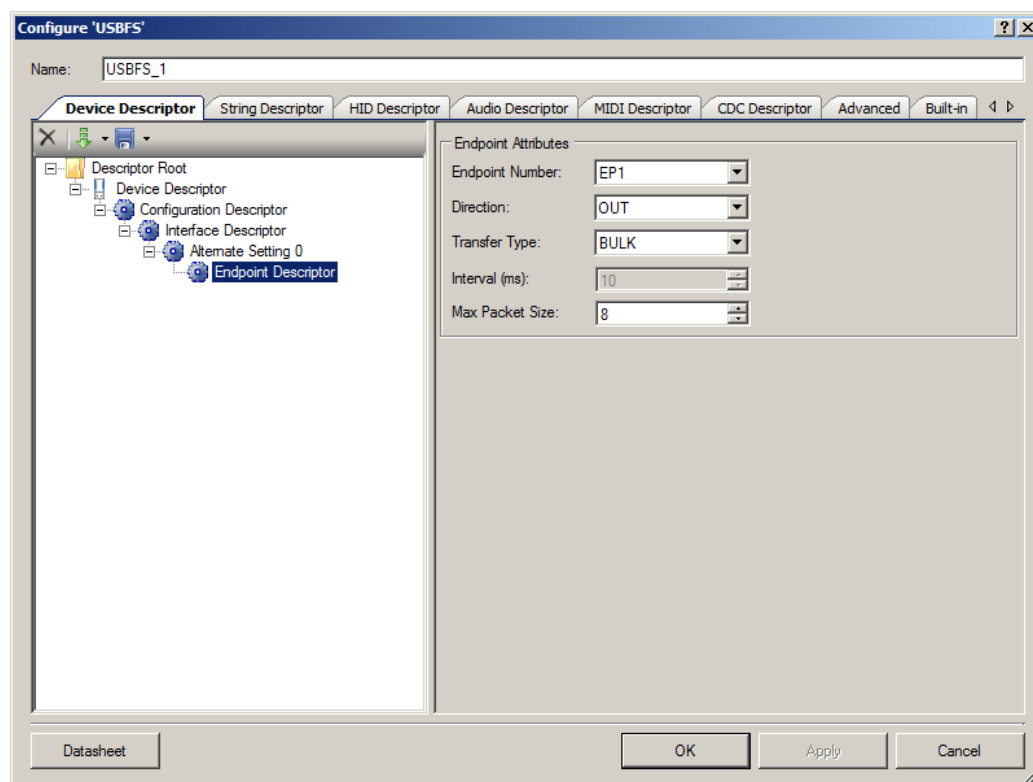 Configure 'USBFS'
Name: USBFS_1
Device Descriptor String Descriptor HID Descriptor Audio Descriptor MIDI Descriptor CDC Descriptor Advanced Built-in
Descriptor Root
Device Descriptor
Configuration Descriptor
Interface Descriptor
Alternate Setting 0
Endpoint Descriptor
Endpoint Attributes
Endpoint Number: EP1
Direction: OUT
Transfer Type: BULK
Interval (ms): 10
Max Packet Size: 8
Datasheet OK Apply Cancel